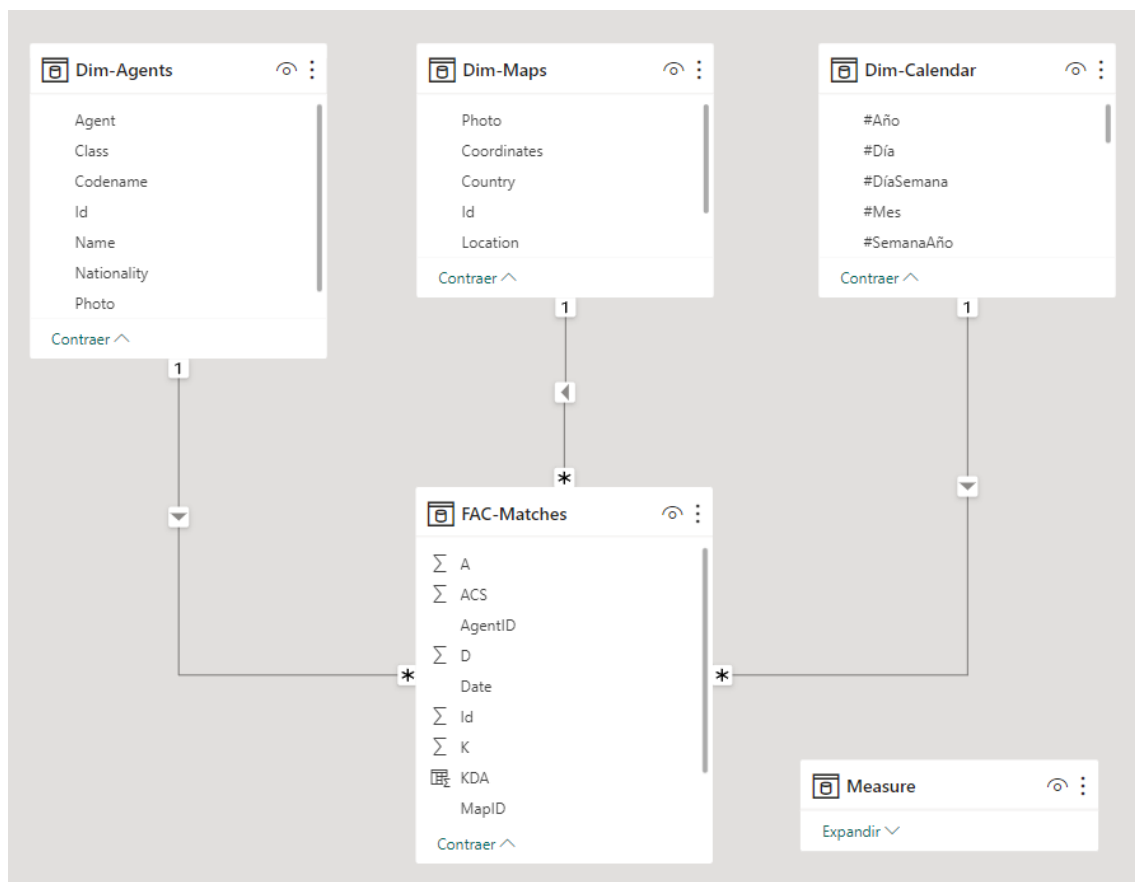 Dim-Agents
Agent
Class
Codename
Id
Name
Nationality
Photo
Contraer
1
Dim-Maps
Photo
Coordinates
Country
Id
Location
Contraer
1
*
Dim-Calendar
#Año
#Día
#DíaSemana
#Mes
#SemanaAño
Contraer
1
FAC-Matches
Σ A
Σ ACS
AgentID
Σ D
Date
Σ Id
Σ K
KDA
MapID
Contraer
*
*
Measure
Expandir